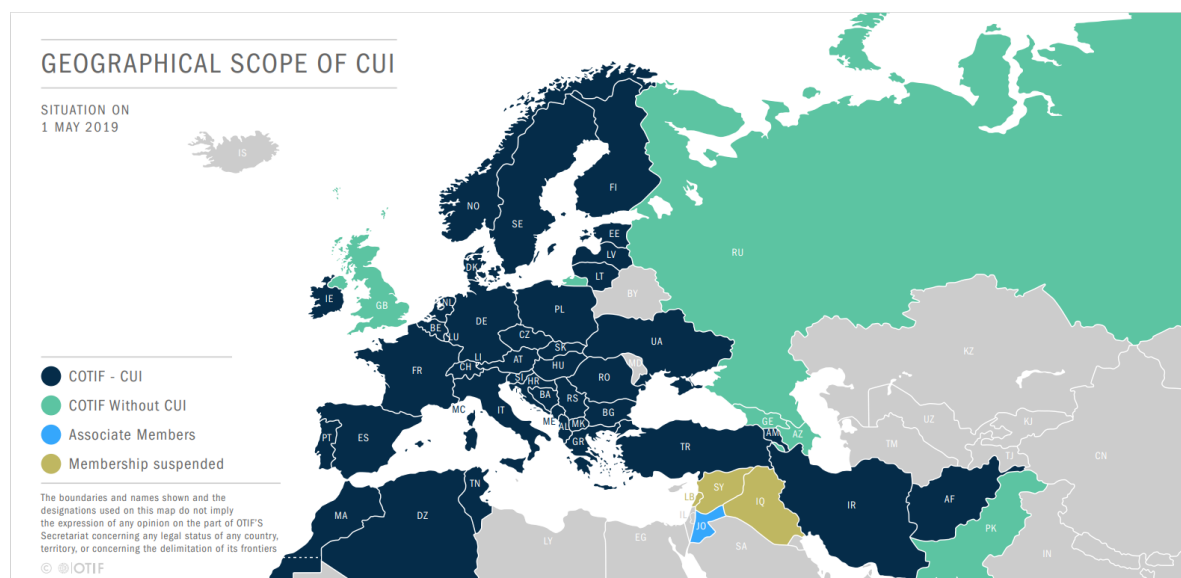 GEOGRAPHICAL SCOPE OF CUI
SITUATION ON
1 MAY 2019
IS
NO
SE
FI
RU
EE
LV
LT
DK
BY
IE
GB
NL
BE
LU
DE
PL
CZ
SK
UA
KZ
FR
LI
CH
AT
HU
MD
RO
SI
HR
BA
RS
BG
MC
IT
ME
AL
MK
GR
PT
ES
TR
GE
AM
AZ
UZ
TM
KJ
TJ
CN
COTIF - CUI
COTIF Without CUI
Associate Members
Membership suspended
TN
MA
DZ
LY
EG
LB
SY
IQ
IL
JO
SA
IR
AF
PK
IN
The boundaries and names shown and the
designations used on this map do not imply
the expression of any opinion on the part of OTIF'S
Secretariat concerning any legal status of any country,
territory, or concerning the delimitation of its frontiers
© OTIF